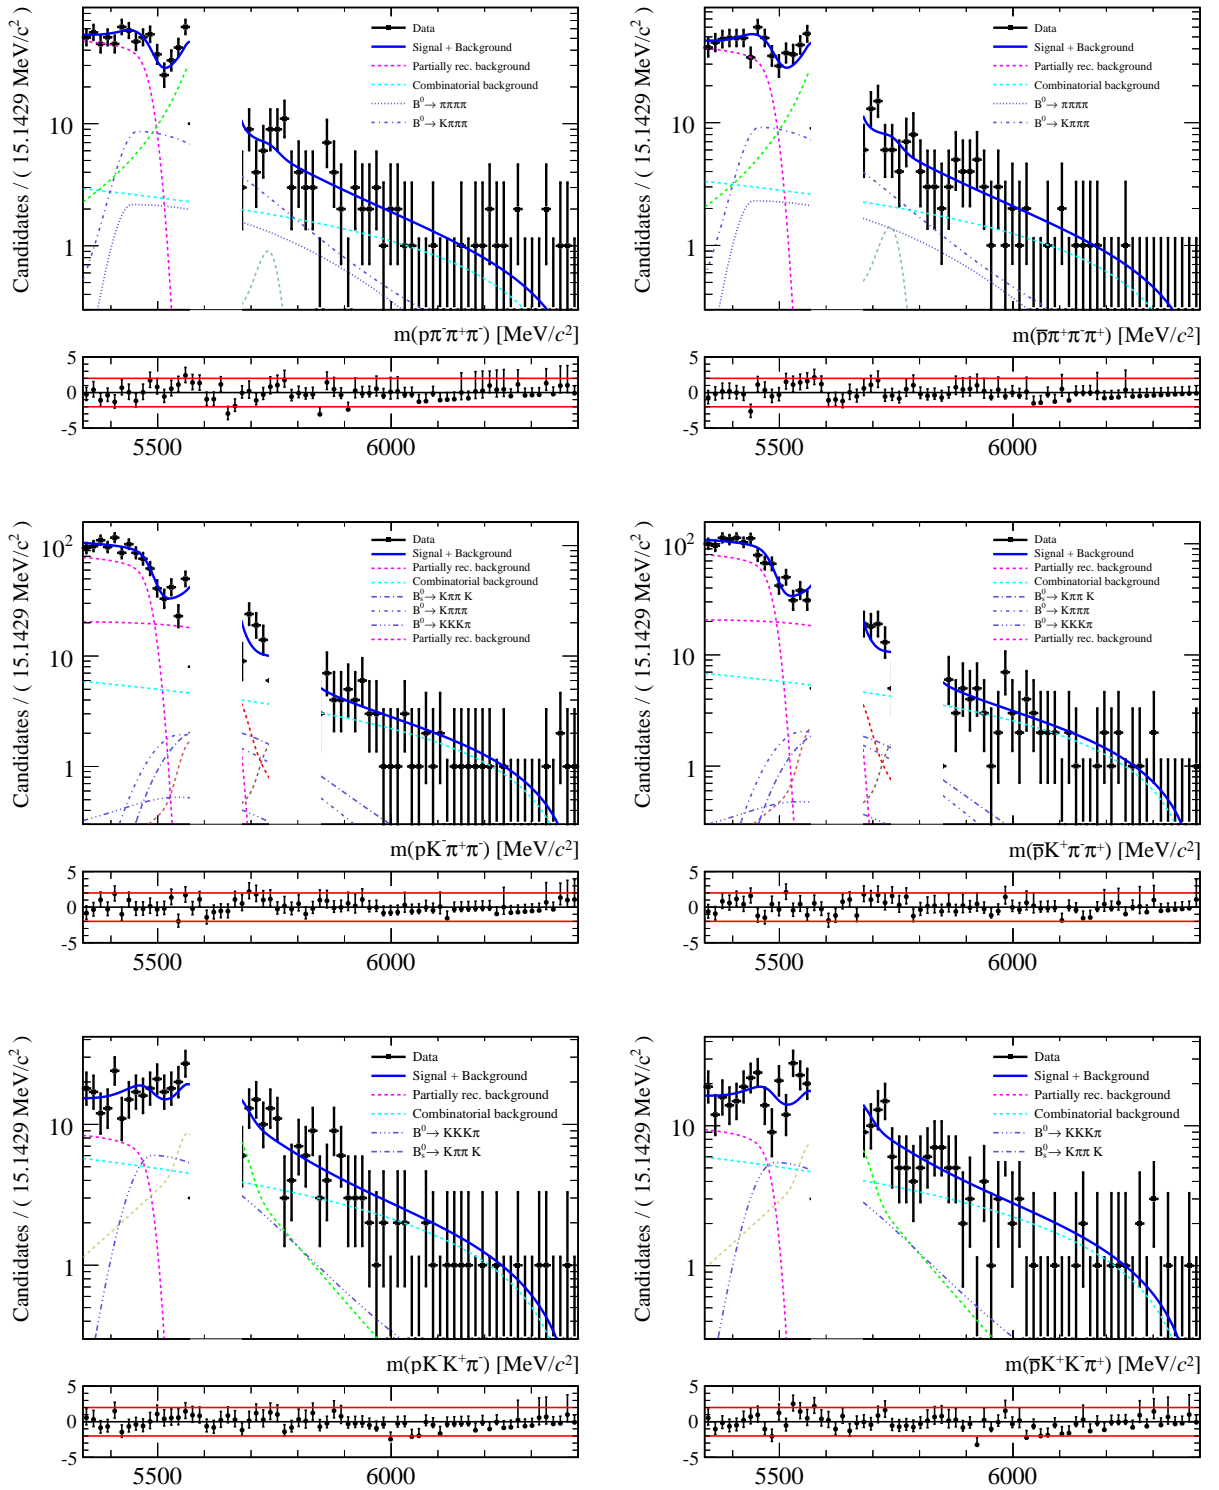 Candidates / ( 15.1429 MeV/c² )
10
1
Data
Signal + Background
Partially rec. background
Combinatorial background
B⁰→ ππππ
B⁰→ Kπππ
m(pπ⁻π⁺π⁻) [MeV/c²]
5
0
-5
5500 6000
Candidates / ( 15.1429 MeV/c² )
10
1
Data
Signal + Background
Partially rec. background
Combinatorial background
B⁰→ ππππ
B⁰→ Kπππ
m(p̅π⁺π⁻π⁺) [MeV/c²]
5
0
-5
5500 6000
Candidates / ( 15.1429 MeV/c² )
10²
10
1
Data
Signal + Background
Partially rec. background
Combinatorial background
B⁰ₛ→ Kππ K
B⁰→ Kπππ
B⁰→ KKKπ
Partially rec. background
m(pK⁻π⁺π⁻) [MeV/c²]
5
0
-5
5500 6000
Candidates / ( 15.1429 MeV/c² )
10²
10
1
Data
Signal + Background
Partially rec. background
Combinatorial background
B⁰ₛ→ Kππ K
B⁰→ Kπππ
B⁰→ KKKπ
Partially rec. background
m(p̅K⁺π⁻π⁺) [MeV/c²]
5
0
-5
5500 6000
Candidates / ( 15.1429 MeV/c² )
10
1
Data
Signal + Background
Partially rec. background
Combinatorial background
B⁰→ KKKπ
B⁰ₛ→ Kππ K
m(pK⁻K⁺π⁻) [MeV/c²]
5
0
-5
5500 6000
Candidates / ( 15.1429 MeV/c² )
10
1
Data
Signal + Background
Partially rec. background
Combinatorial background
B⁰→ KKKπ
B⁰ₛ→ Kππ K
m(p̅K⁺K⁻π⁺) [MeV/c²]
5
0
-5
5500 6000